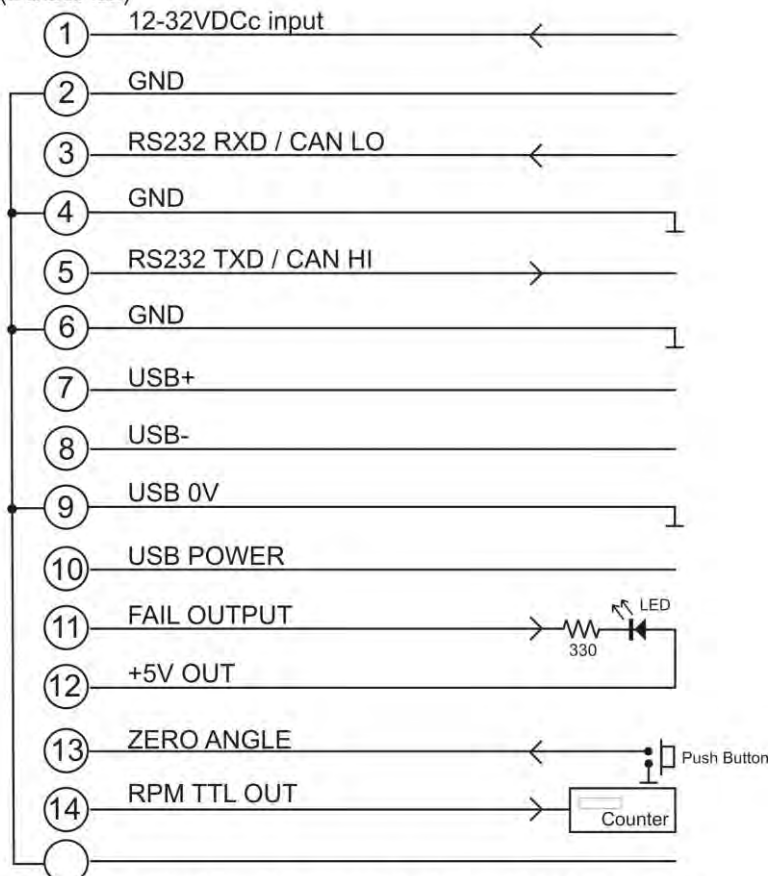 1 12-32VDCc input
2 GND
3 RS232 RXD / CAN LO
4 GND
5 RS232 TXD / CAN HI
6 GND
7 USB+
8 USB-
9 USB 0V
10 USB POWER
11 FAIL OUTPUT
LED
330
12 +5V OUT
13 ZERO ANGLE
Push Button
14 RPM TTL OUT
Counter